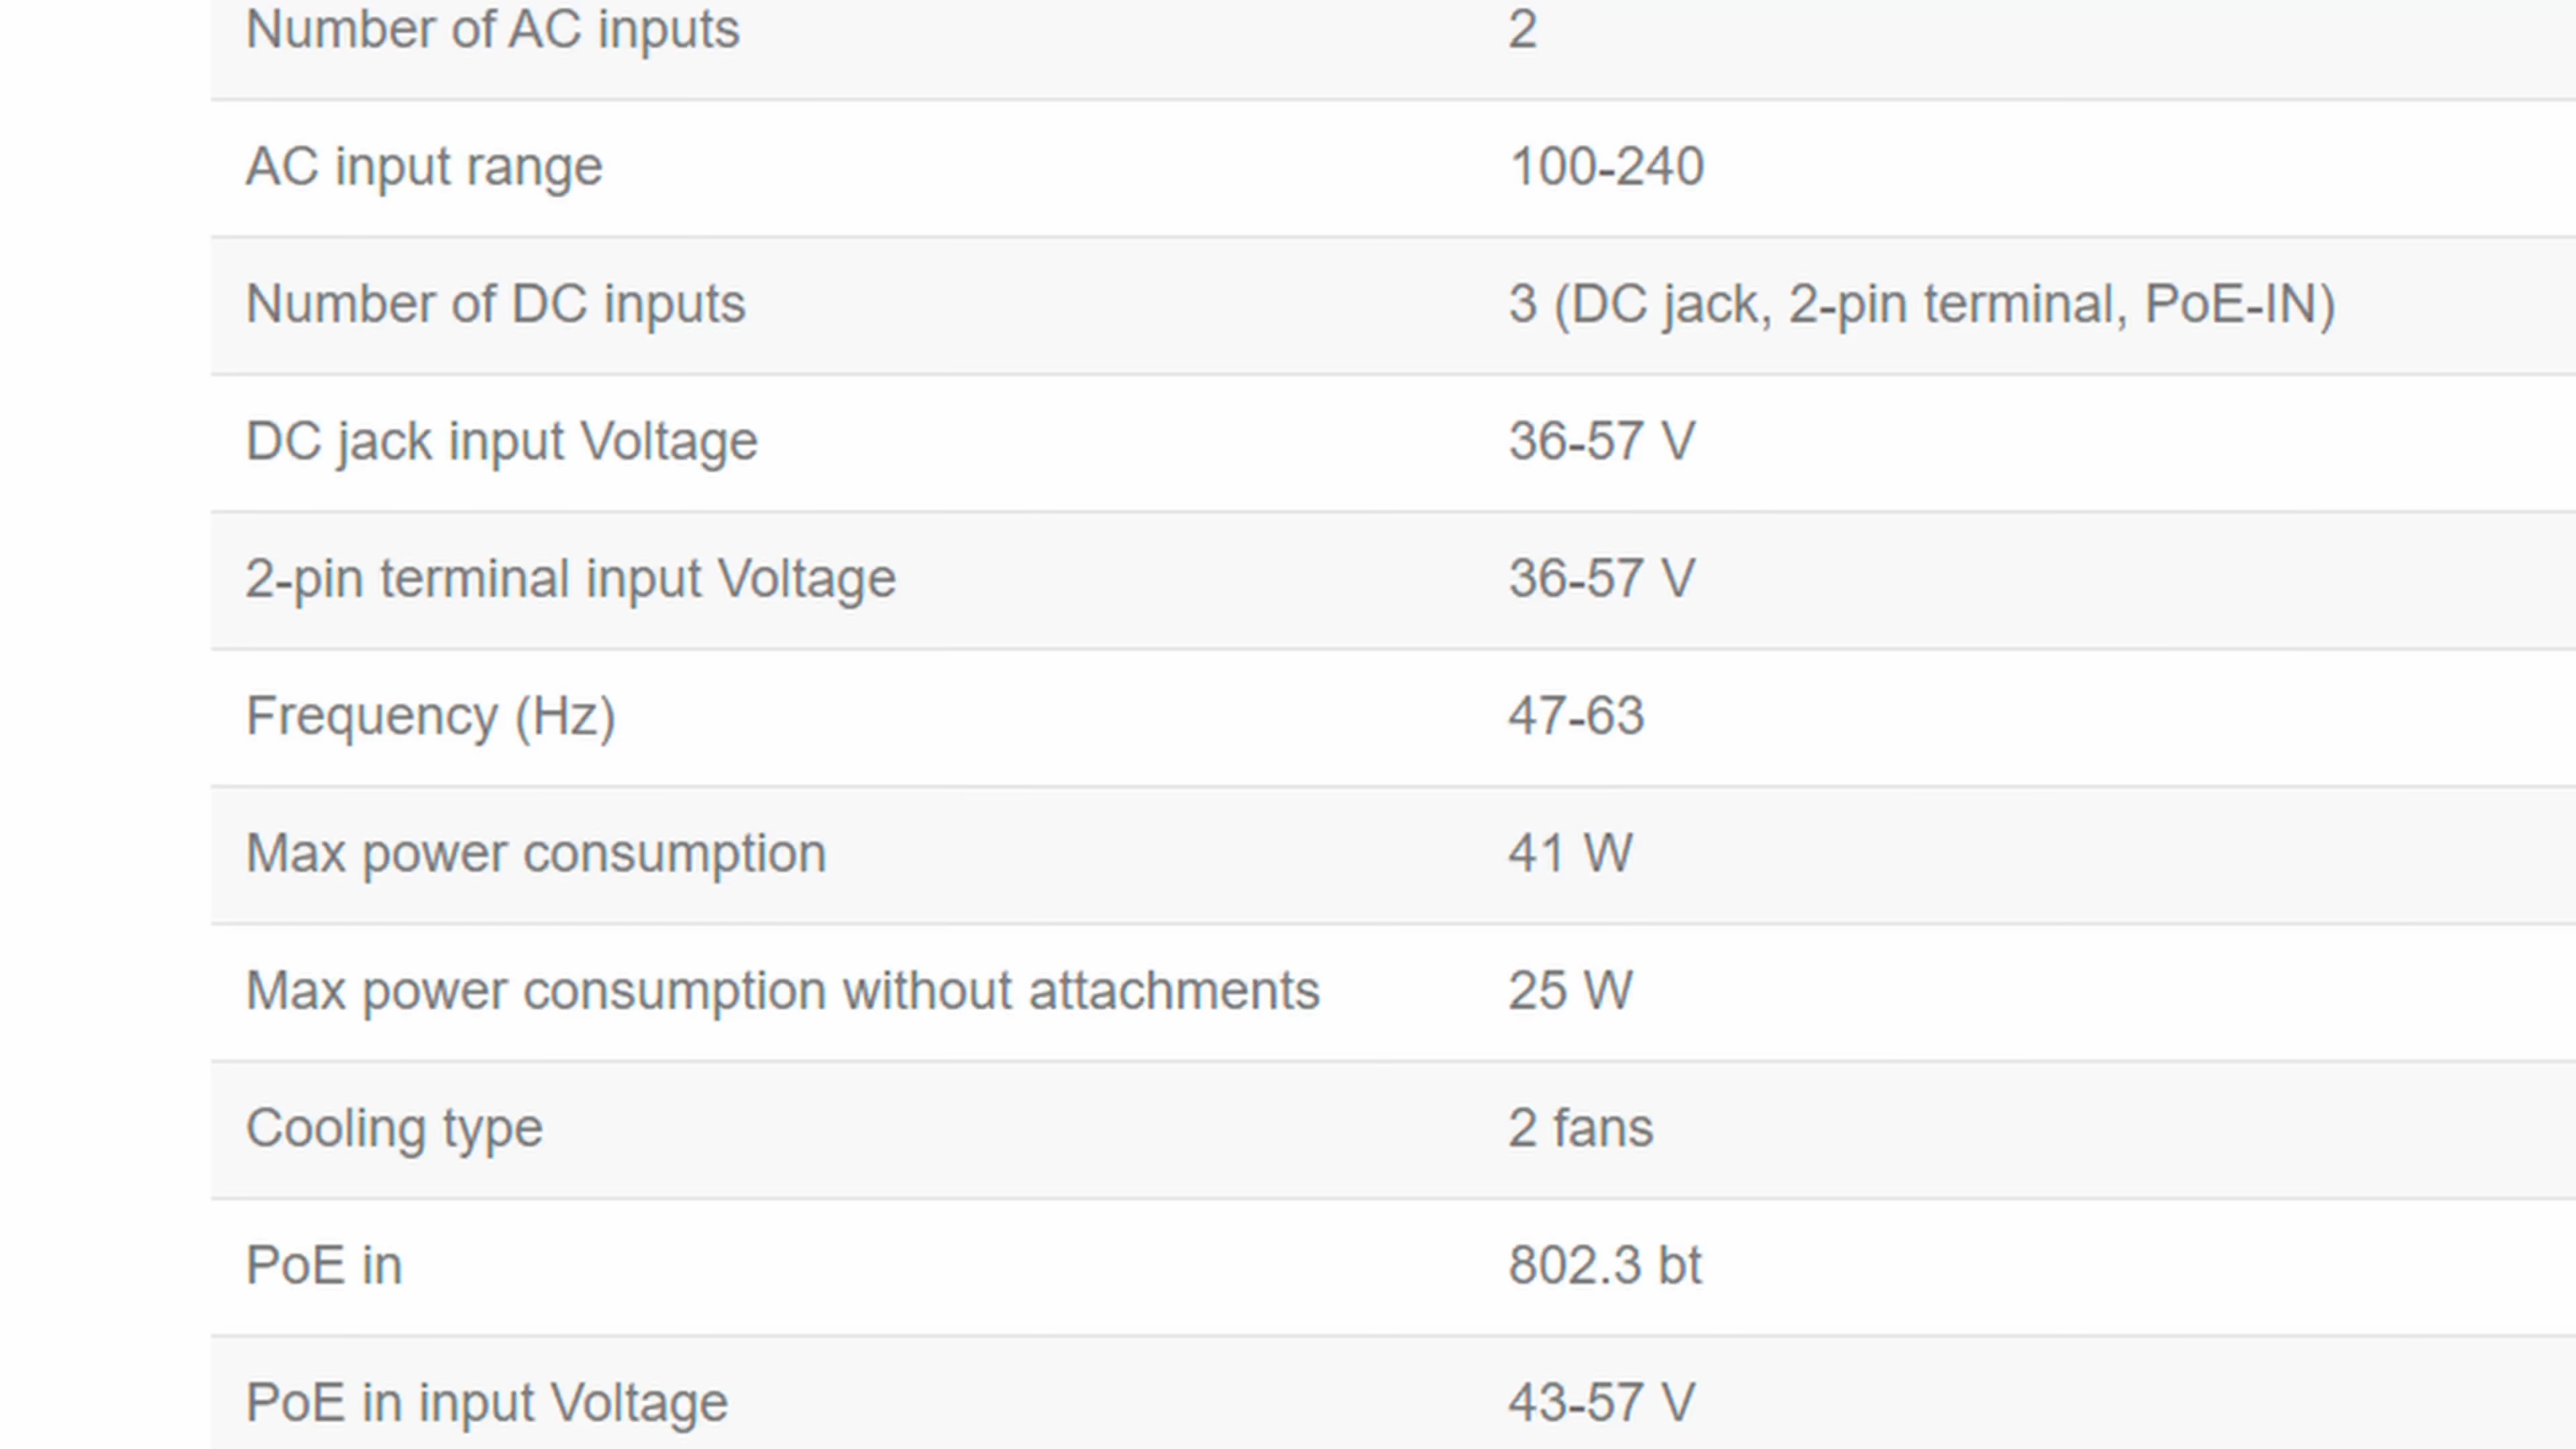 Number of AC inputs 2
AC input range 100-240
Number of DC inputs 3 (DC jack, 2-pin terminal, PoE-IN)
DC jack input Voltage 36-57 V
2-pin terminal input Voltage 36-57 V
Frequency (Hz) 47-63
Max power consumption 41 W
Max power consumption without attachments 25 W
Cooling type 2 fans
PoE in 802.3 bt
PoE in input Voltage 43-57 V